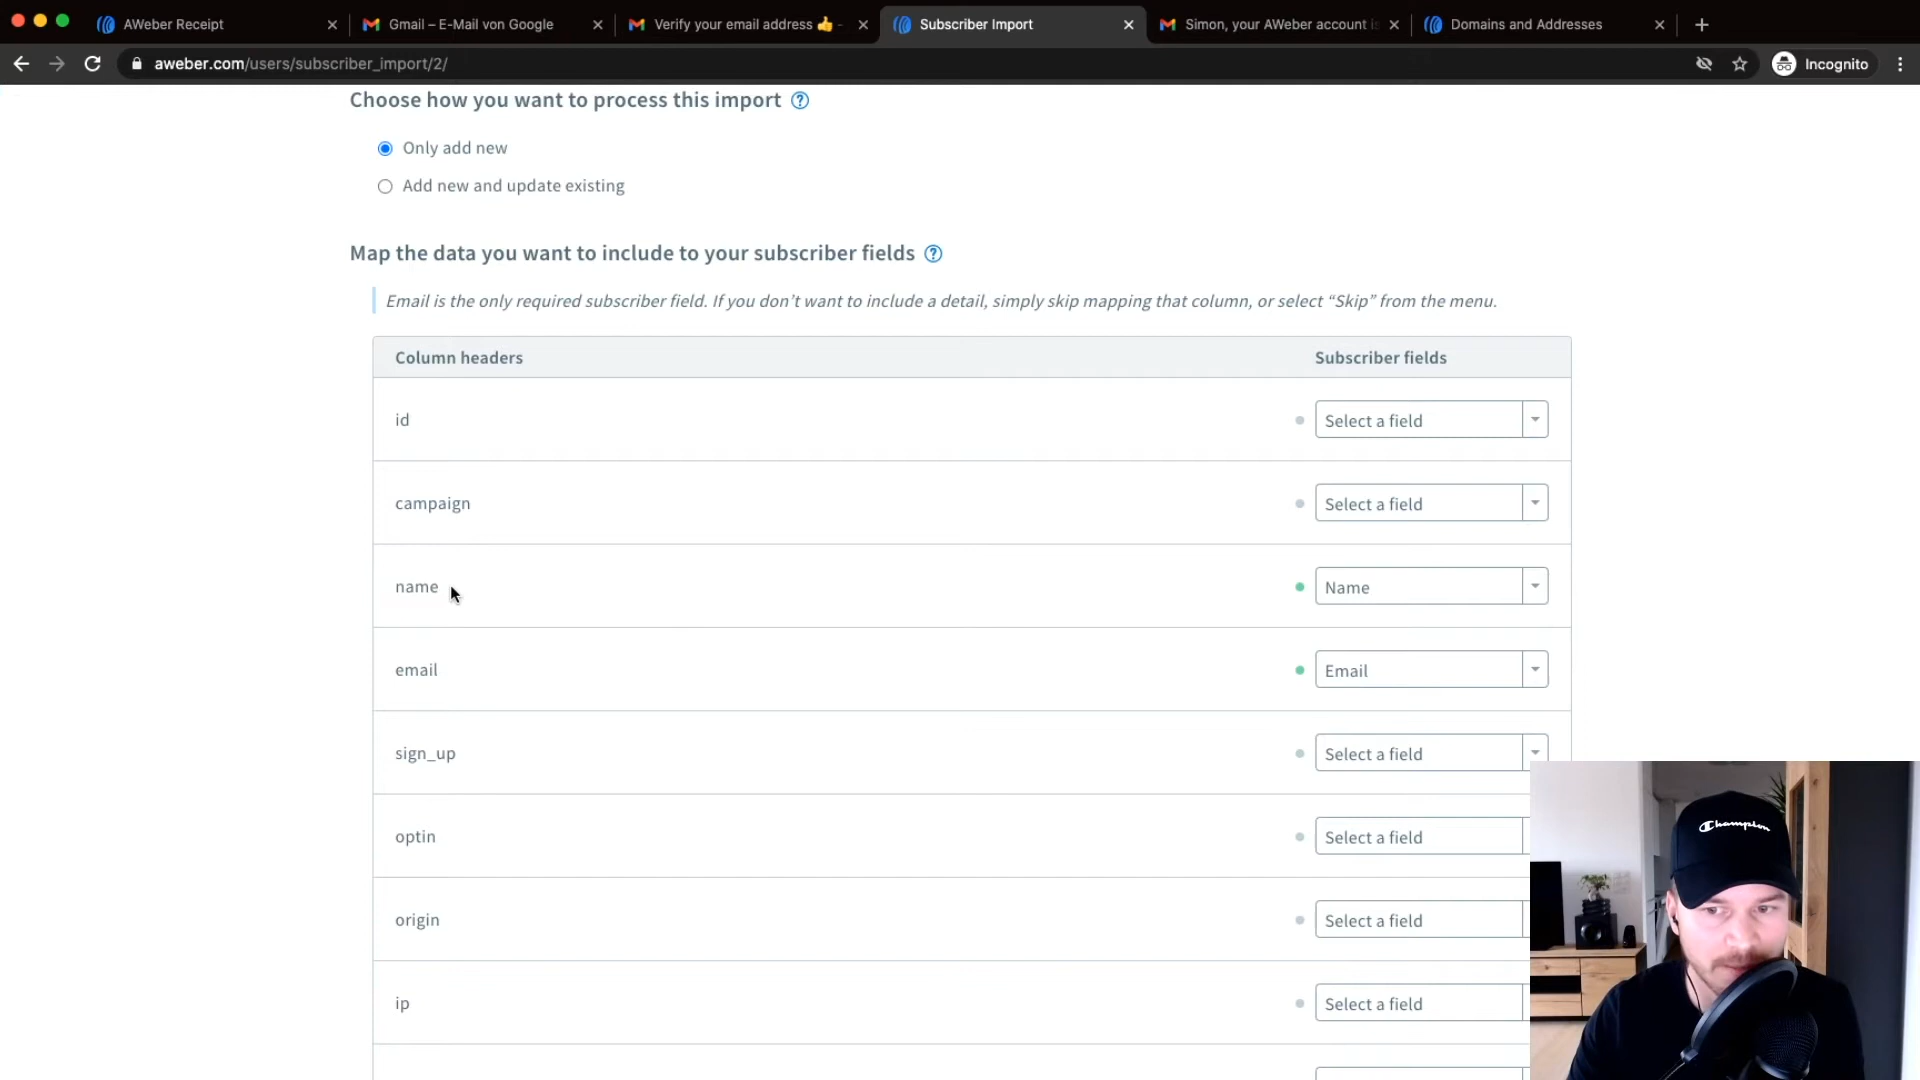 AWeber Receipt
Gmail – E-Mail von Google
Verify your email address 👍 -
Subscriber Import
Simon, your AWeber account is
Domains and Addresses
aweber.com/users/subscriber_import/2/
Incognito
Choose how you want to process this import
Only add new
Add new and update existing
Map the data you want to include to your subscriber fields
Email is the only required subscriber field. If you don’t want to include a detail, simply skip mapping that column, or select “Skip” from the menu.
Column headers Subscriber fields
id Select a field
campaign Select a field
name Name
email Email
sign_up Select a field
optin Select a field
origin Select a field
ip Select a field
Champion